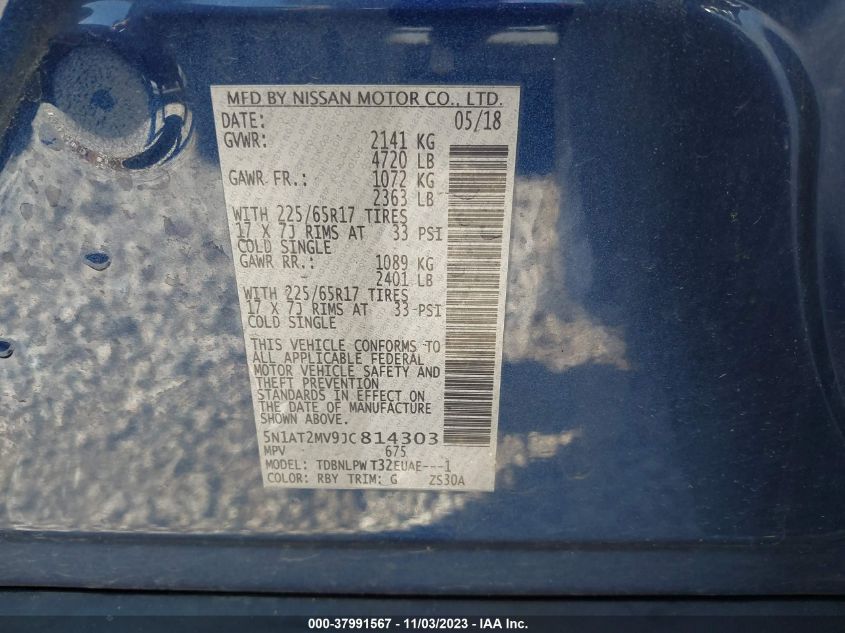 MFD BY NISSAN MOTOR CO., LTD.
DATE: 05/18
GVWR: 2141 KG
4720 LB
GAWR FR.: 1072 KG
2363 LB
WITH 225/65R17 TIRES
17 X 7J RIMS AT 33 PSI
COLD SINGLE
GAWR RR.: 1089 KG
2401 LB
WITH 225/65R17 TIRES
17 X 7J RIMS AT 33 PSI
COLD SINGLE
THIS VEHICLE CONFORMS TO
ALL APPLICABLE FEDERAL
MOTOR VEHICLE SAFETY AND
THEFT PREVENTION
STANDARDS IN EFFECT ON
THE DATE OF MANUFACTURE
SHOWN ABOVE.
5N1AT2MV9JC814303
MPV 675
MODEL: TDBNLPW T32EUAE---1
COLOR: RBY TRIM: G ZS30A
000-37991567 - 11/03/2023 - IAA Inc.